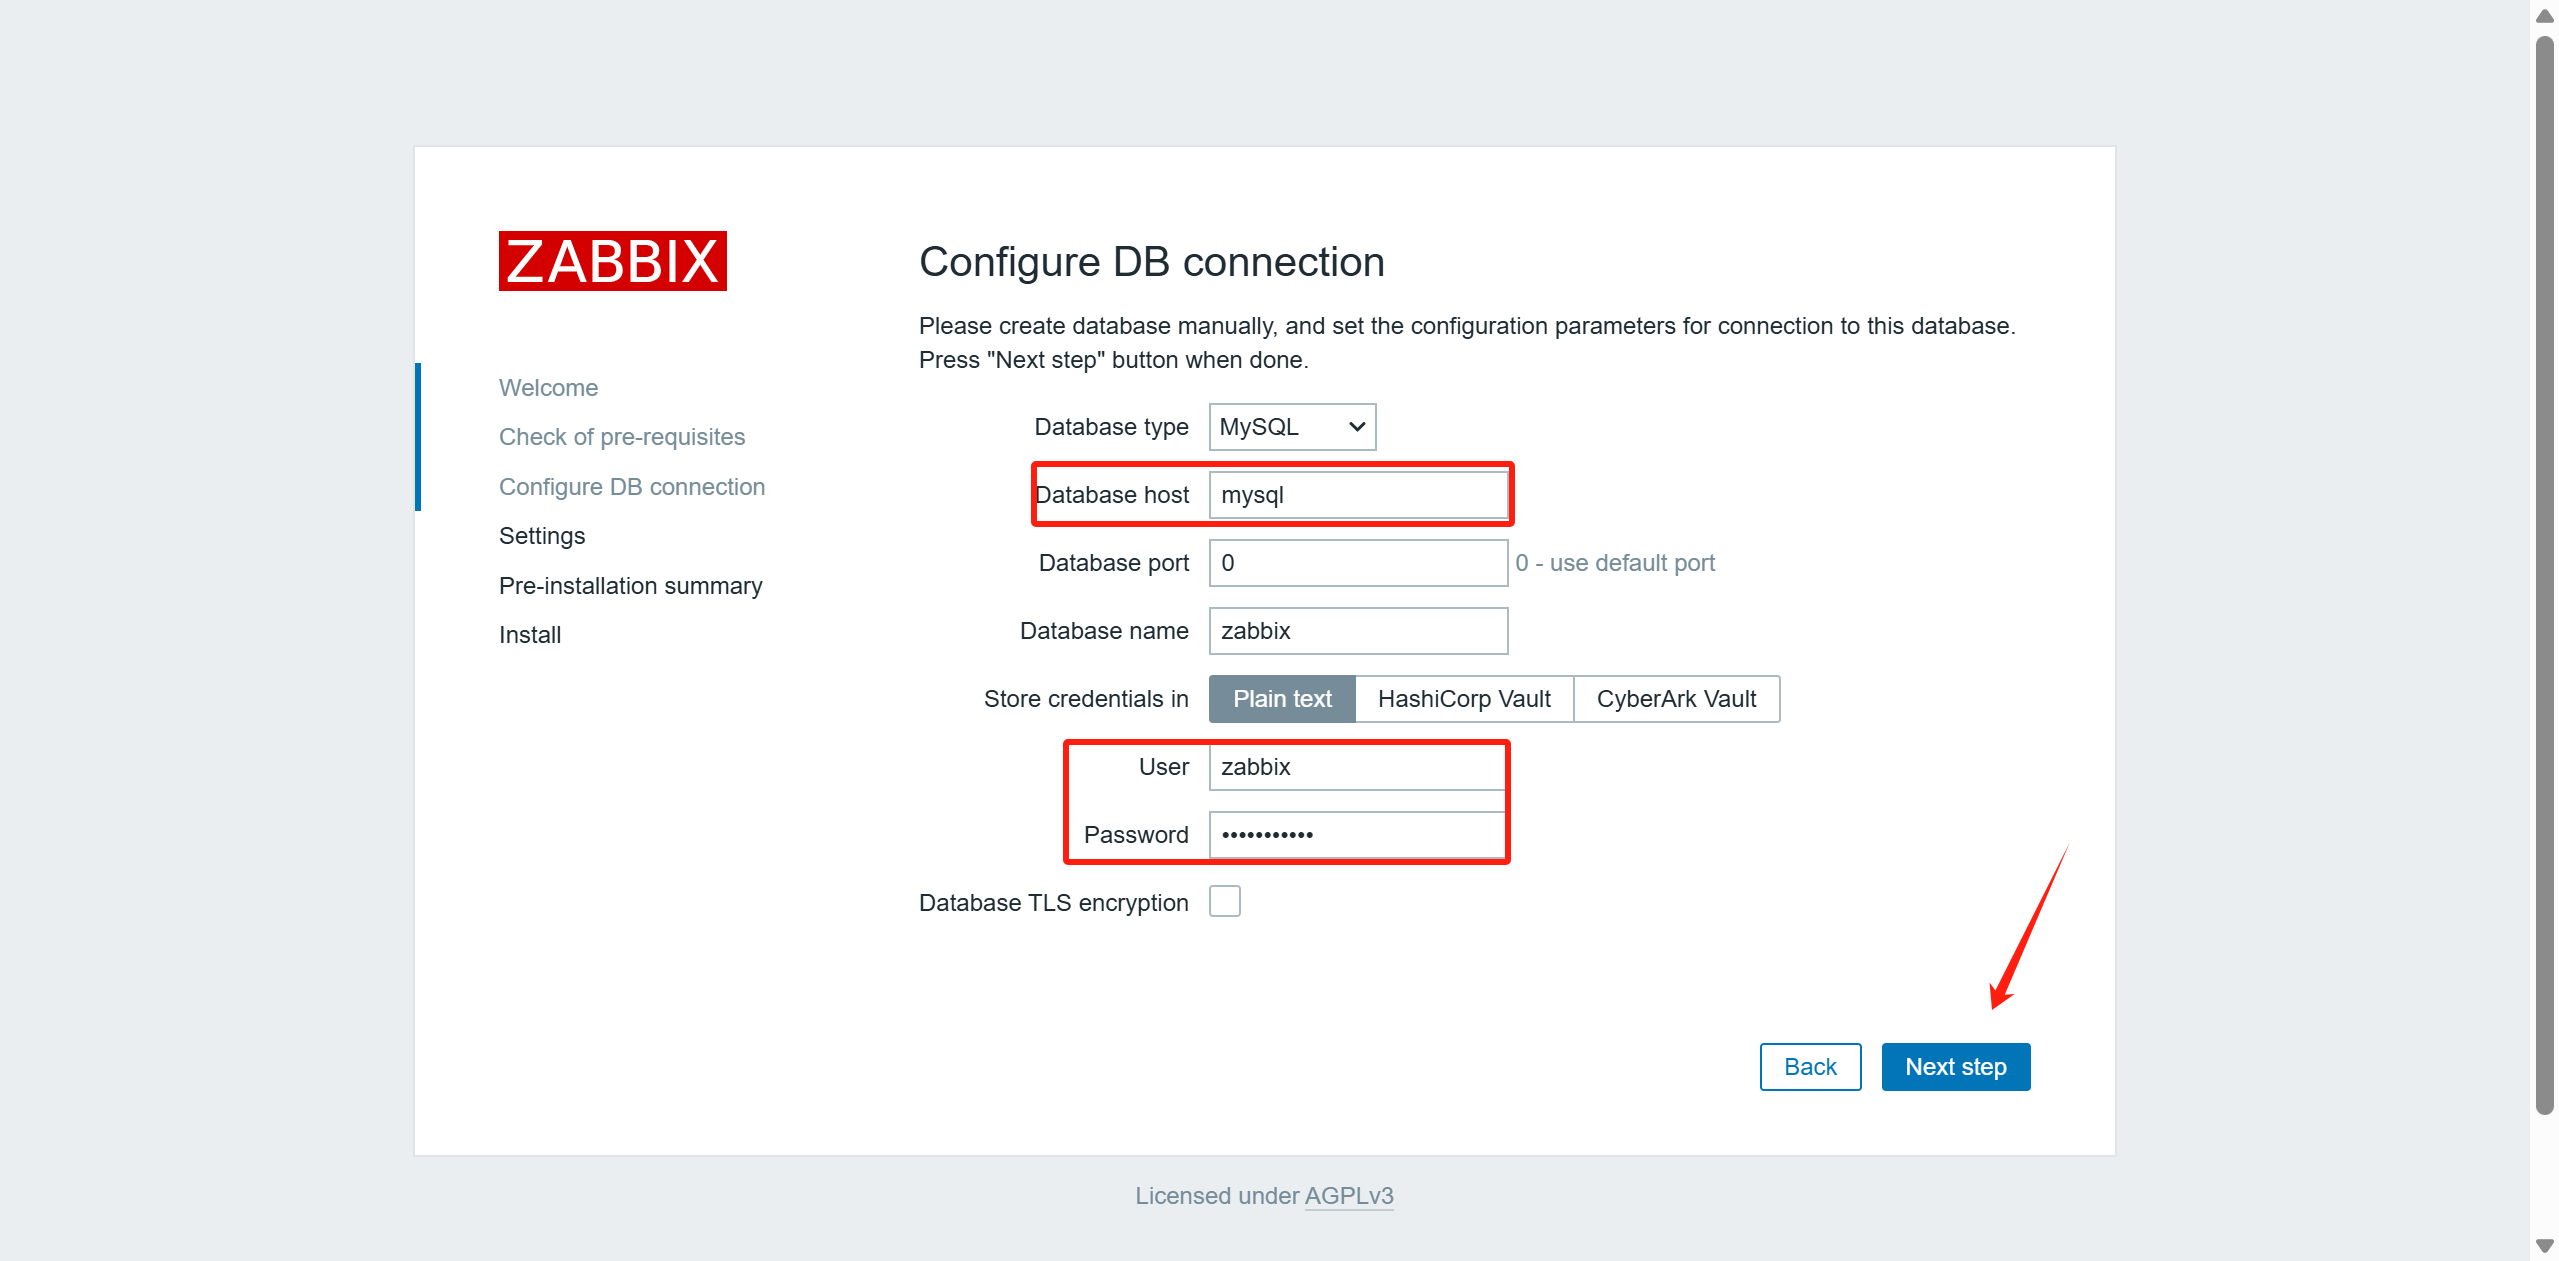 ZABBIX
Welcome
Check of pre-requisites
Configure DB connection
Settings
Pre-installation summary
Install
Configure DB connection
Please create database manually, and set the configuration parameters for connection to this database.
Press "Next step" button when done.
Database type MySQL
Database host mysql
Database port 0 0 - use default port
Database name zabbix
Store credentials in Plain text HashiCorp Vault CyberArk Vault
User zabbix
Password •••••••••••
Database TLS encryption
Back Next step
Licensed under AGPLv3